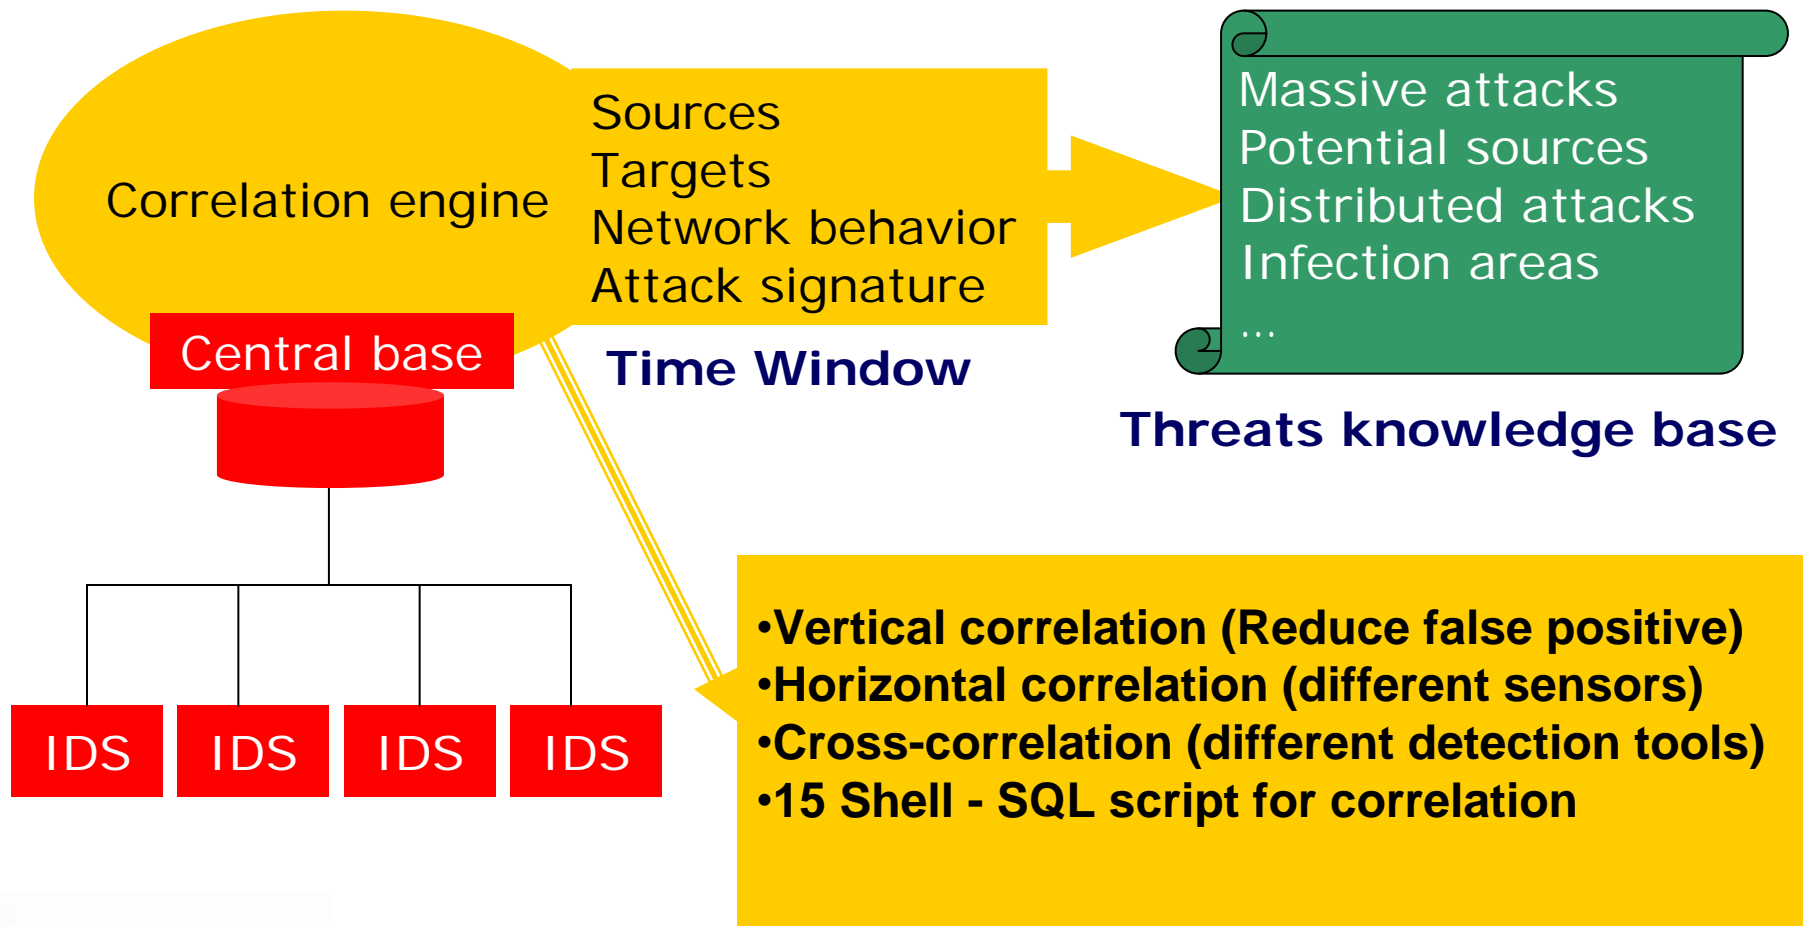 Correlation engine
Sources
Targets
Network behavior
Attack signature
Time Window
Massive attacks
Potential sources
Distributed attacks
Infection areas
...
Threats knowledge base
Central base
IDS
IDS
IDS
IDS
•Vertical correlation (Reduce false positive)
•Horizontal correlation (different sensors)
•Cross-correlation (different detection tools)
•15 Shell - SQL script for correlation